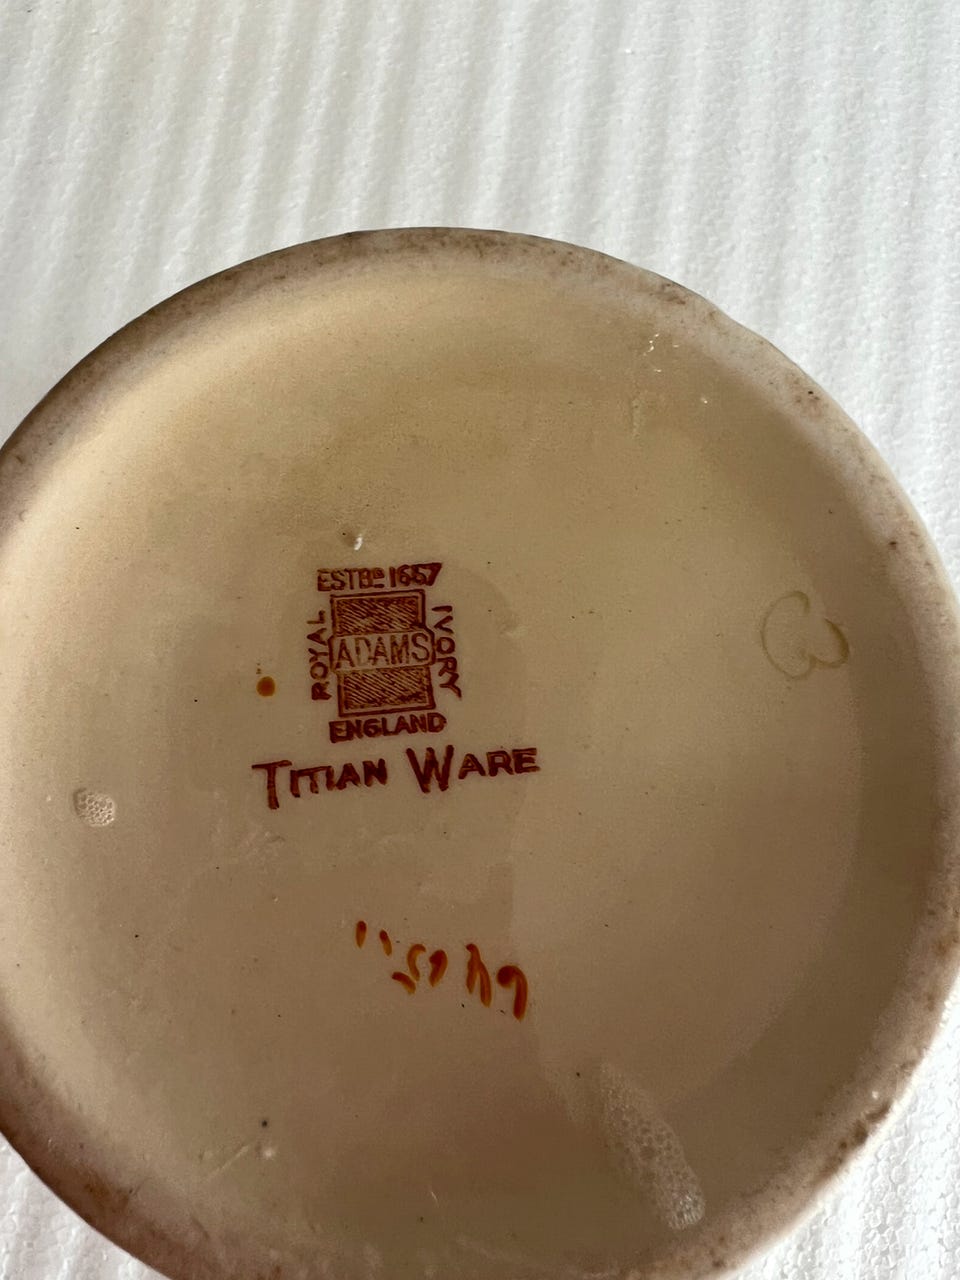 ESTBD 1657
ROYAL
ADAMS
IVORY
ENGLAND
TITIAN WARE